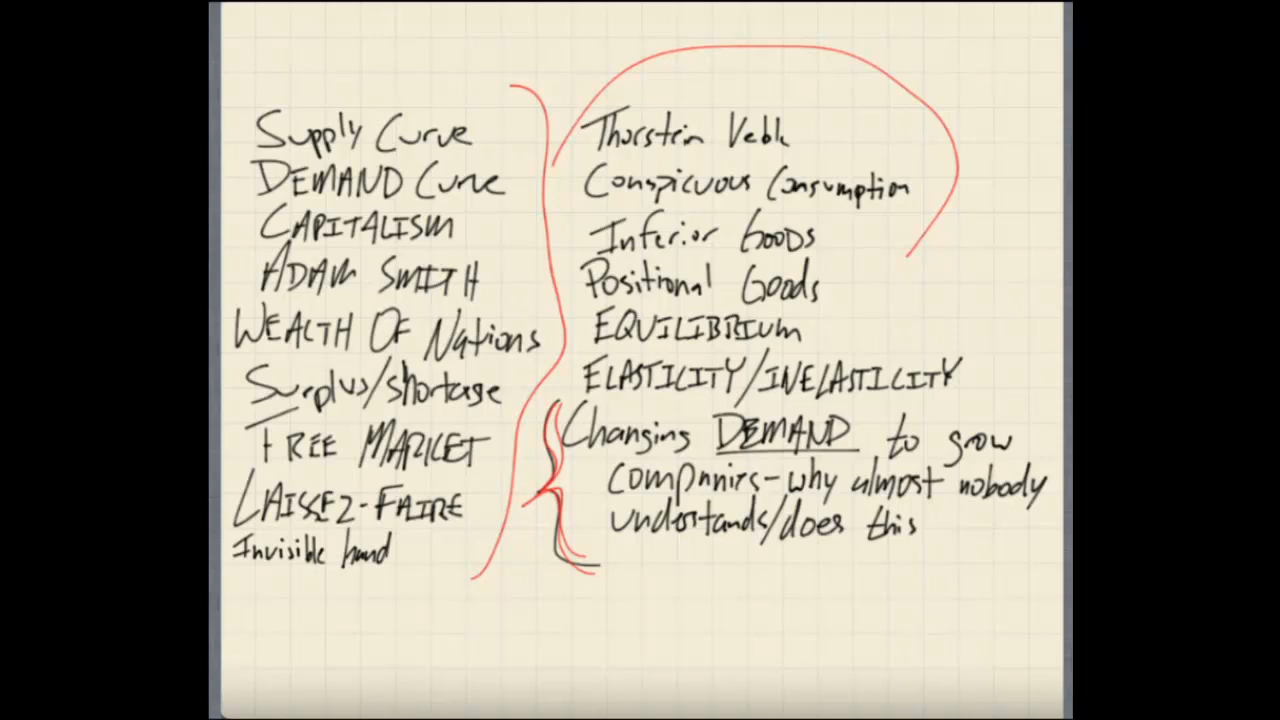 Supply Curve
DEMAND Curve
CAPITALISM
ADAM SMITH
WEALTH OF Nations
Surplus/shortage
FREE MARKET
LAISSEZ-FAIRE
Invisible hand
Thorstein Veble
Conspicuous Consumption
Inferior GOODS
Positional Goods
EQUILIBRIUM
ELASTICITY/INELASTICITY
Changing DEMAND to grow
companies-why almost nobody
understands/does this